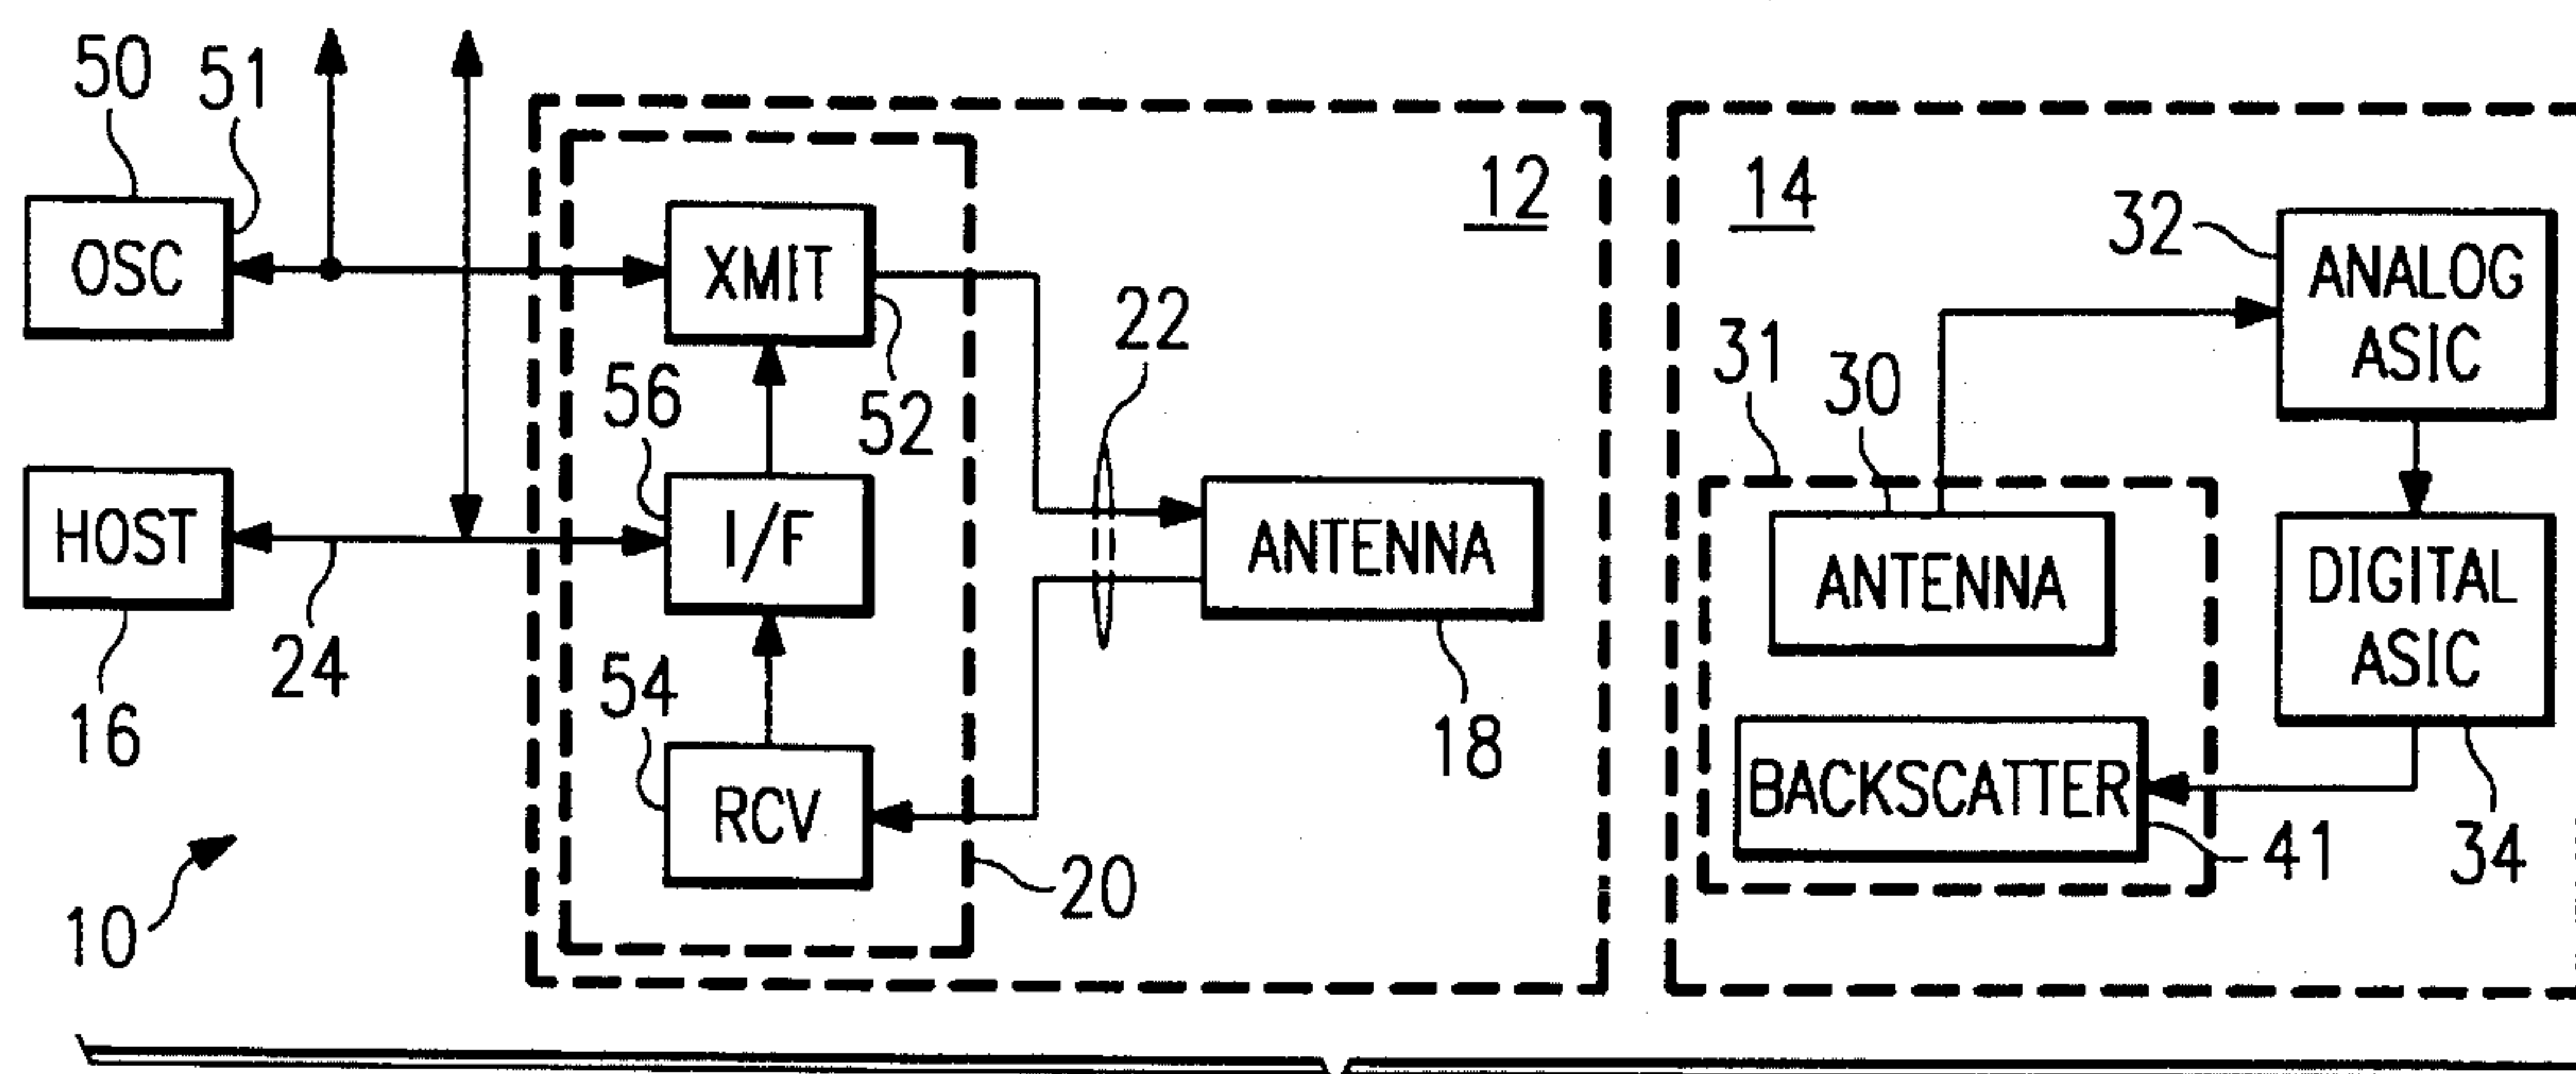 50
51
OSC
HOST
16
24
10
XMIT
52
56
I/F
54
RCV
20
22
12
ANTENNA
18
14
31
30
ANTENNA
BACKSCATTER
41
32
ANALOG
ASIC
DIGITAL
ASIC
34